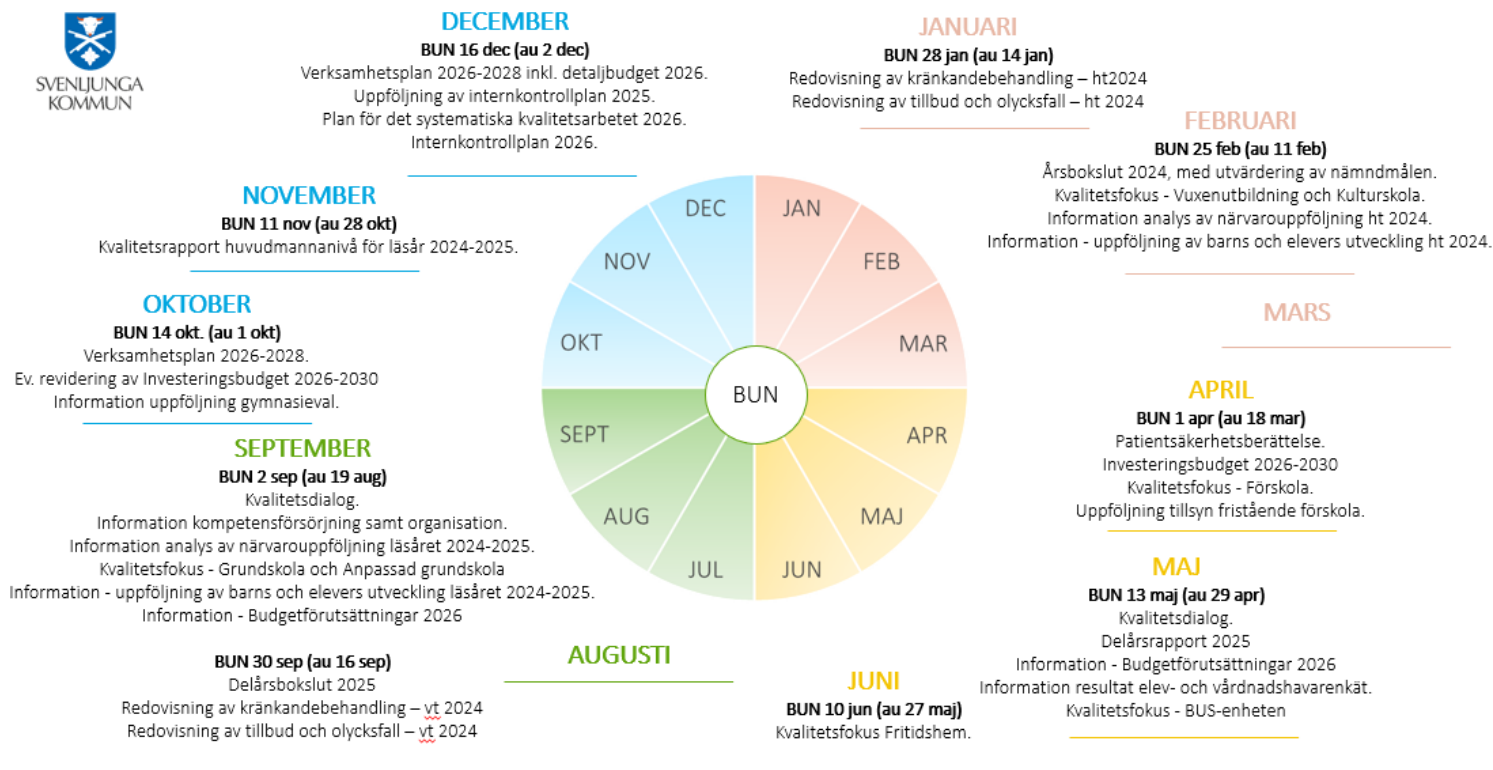 SVENLJUNGA
KOMMUN
DECEMBER
BUN 16 dec (au 2 dec)
Verksamhetsplan 2026-2028 inkl. detaljbudget 2026.
Uppföljning av internkontrollplan 2025.
Plan för det systematiska kvalitetsarbetet 2026.
Internkontrollplan 2026.
JANUARI
BUN 28 jan (au 14 jan)
Redovisning av kränkandebehandling – ht2024
Redovisning av tillbud och olycksfall – ht 2024
FEBRUARI
BUN 25 feb (au 11 feb)
Årsbokslut 2024, med utvärdering av nämndmålen.
Kvalitetsfokus - Vuxenutbildning och Kulturskola.
Information analys av närvarouppföljning ht 2024.
Information - uppföljning av barns och elevers utveckling ht 2024.
NOVEMBER
BUN 11 nov (au 28 okt)
Kvalitetsrapport huvudmannanivå för läsår 2024-2025.
MARS
OKTOBER
BUN 14 okt. (au 1 okt)
Verksamhetsplan 2026-2028.
Ev. revidering av Investeringsbudget 2026-2030
Information uppföljning gymnasieval.
APRIL
BUN 1 apr (au 18 mar)
Patientsäkerhetsberättelse.
Investeringsbudget 2026-2030
Kvalitetsfokus - Förskola.
Uppföljning tillsyn fristående förskola.
SEPTEMBER
BUN 2 sep (au 19 aug)
Kvalitetsdialog.
Information kompetensförsörjning samt organisation.
Information analys av närvarouppföljning läsåret 2024-2025.
Kvalitetsfokus - Grundskola och Anpassad grundskola
Information - uppföljning av barns och elevers utveckling läsåret 2024-2025.
Information - Budgetförutsättningar 2026
BUN 30 sep (au 16 sep)
Delårsbokslut 2025
Redovisning av kränkandebehandling – vt 2024
Redovisning av tillbud och olycksfall – vt 2024
AUGUSTI
JUNI
BUN 10 jun (au 27 maj)
Kvalitetsfokus Fritidshem.
MAJ
BUN 13 maj (au 29 apr)
Kvalitetsdialog.
Delårsrapport 2025
Information - Budgetförutsättningar 2026
Information resultat elev- och vårdnadshavarenkät.
Kvalitetsfokus - BUS-enheten
DEC
JAN
NOV
FEB
OKT
MAR
BUN
SEPT
APR
AUG
MAJ
JUL
JUN